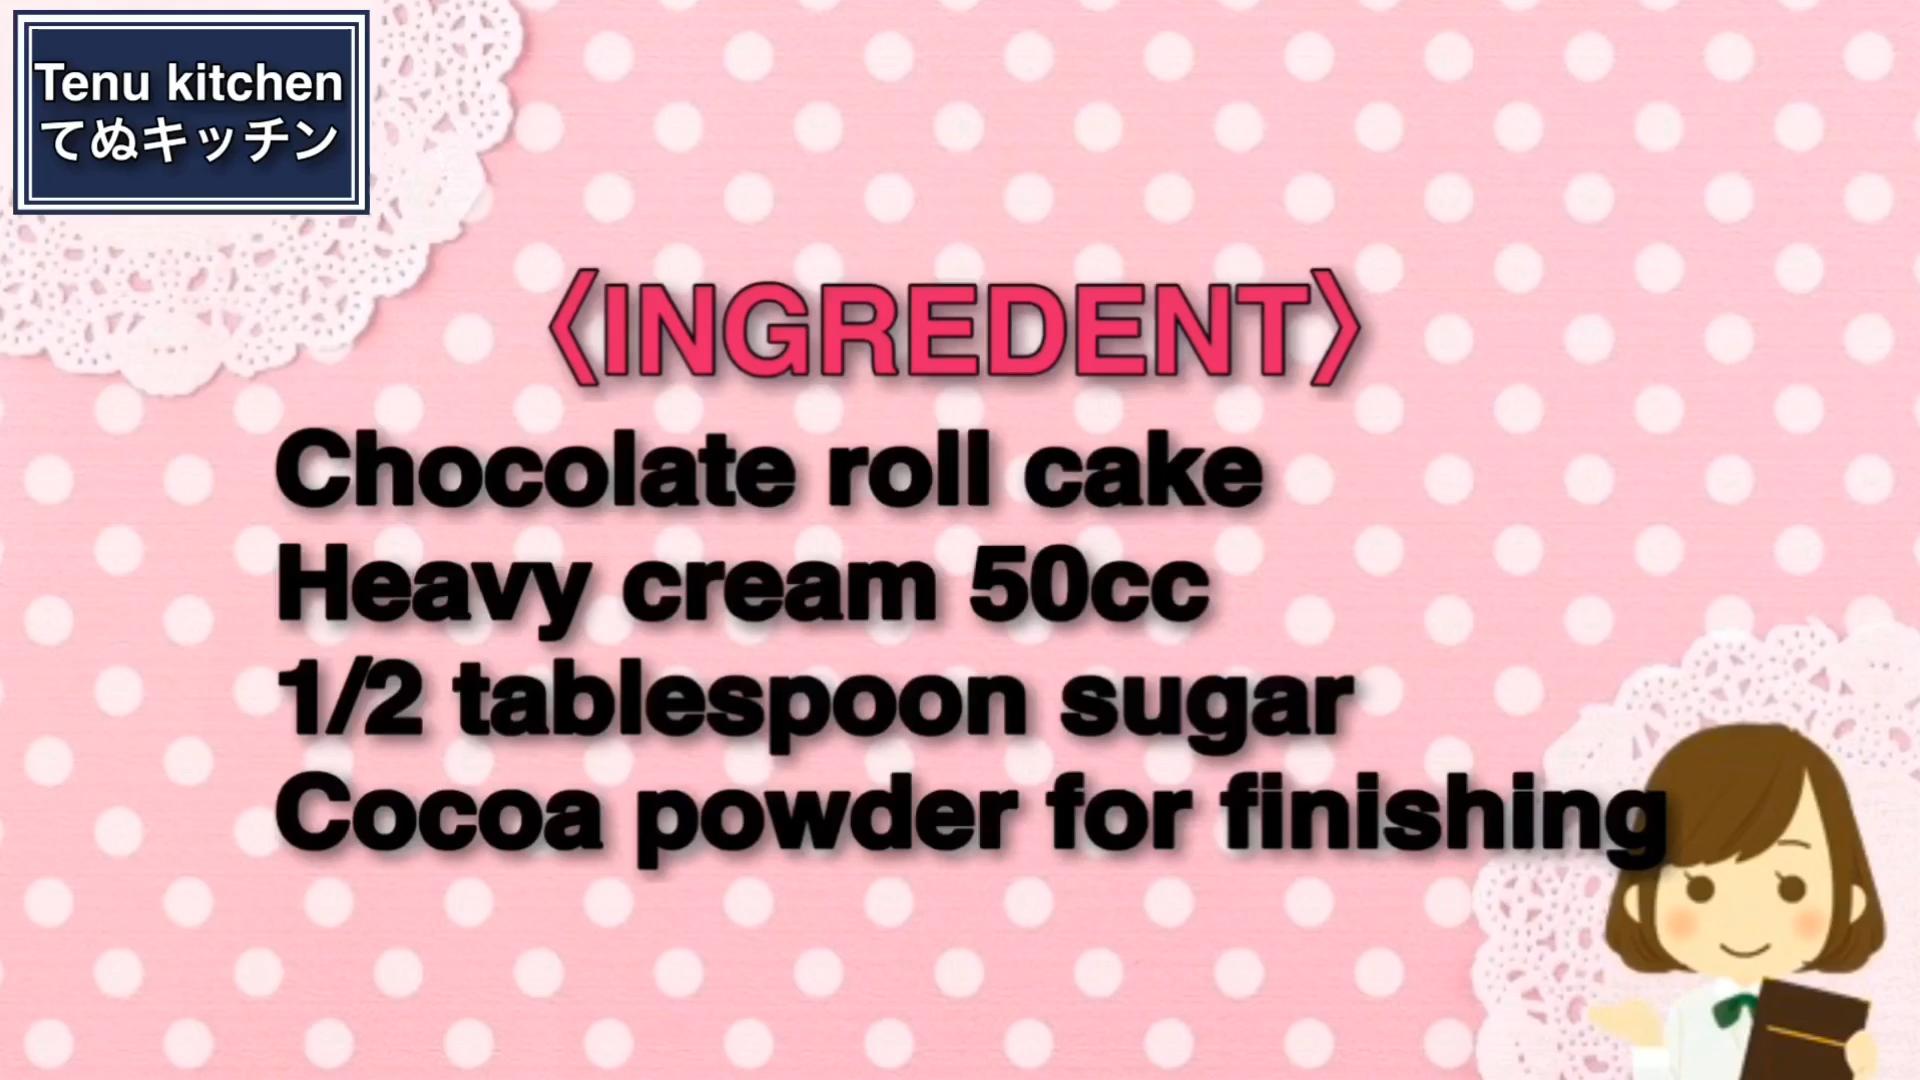 Tenu kitchen
てぬキッチン
〈INGREDENT〉
Chocolate roll cake
Heavy cream 50cc
1/2 tablespoon sugar
Cocoa powder for finishing